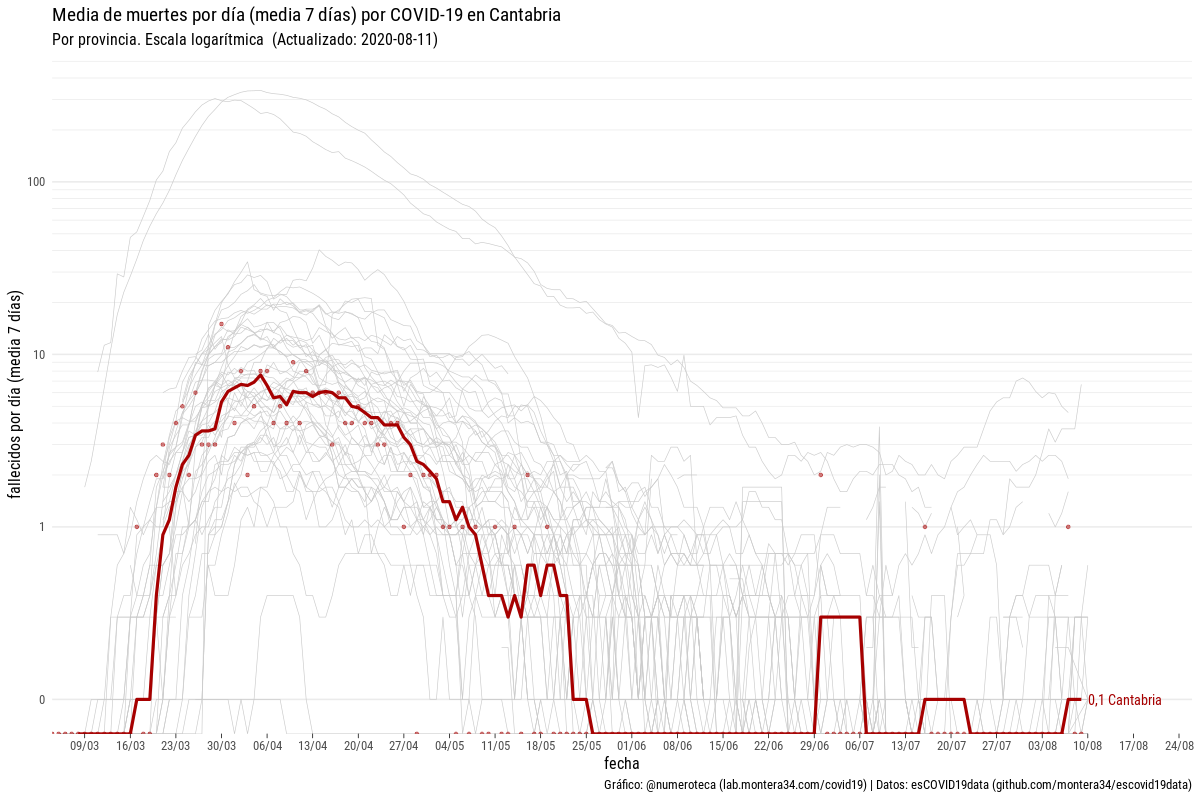 Media de muertes por día (media 7 días) por COVID-19 en Cantabria
Por provincia. Escala logarítmica (Actualizado: 2020-08-11)
fallecidos por día (media 7 días)
100
10
1
0
0,1 Cantabria
09/03 16/03 23/03 30/03 06/04 13/04 20/04 27/04 04/05 11/05 18/05 25/05 01/06 08/06 15/06 22/06 29/06 06/07 13/07 20/07 27/07 03/08 10/08 17/08 24/08
fecha
Gráfico: @numeroteca (lab.montera34.com/covid19) | Datos: esCOVID19data (github.com/montera34/escovid19data)